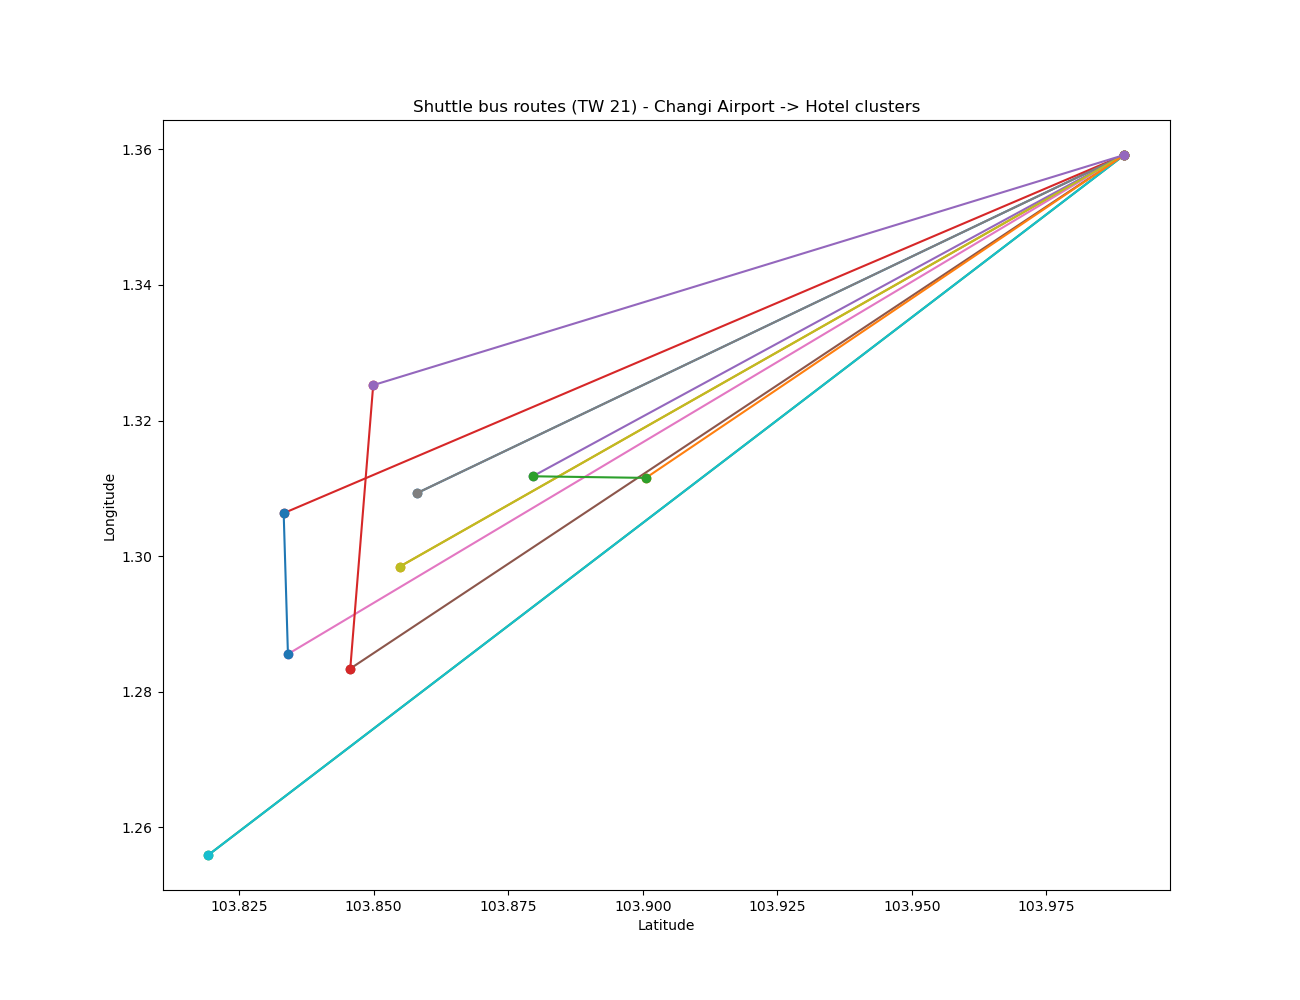 Shuttle bus routes (TW 21) - Changi Airport -> Hotel clusters
1.36
1.34
1.32
1.30
1.28
1.26
Longitude
103.825 103.850 103.875 103.900 103.925 103.950 103.975
Latitude